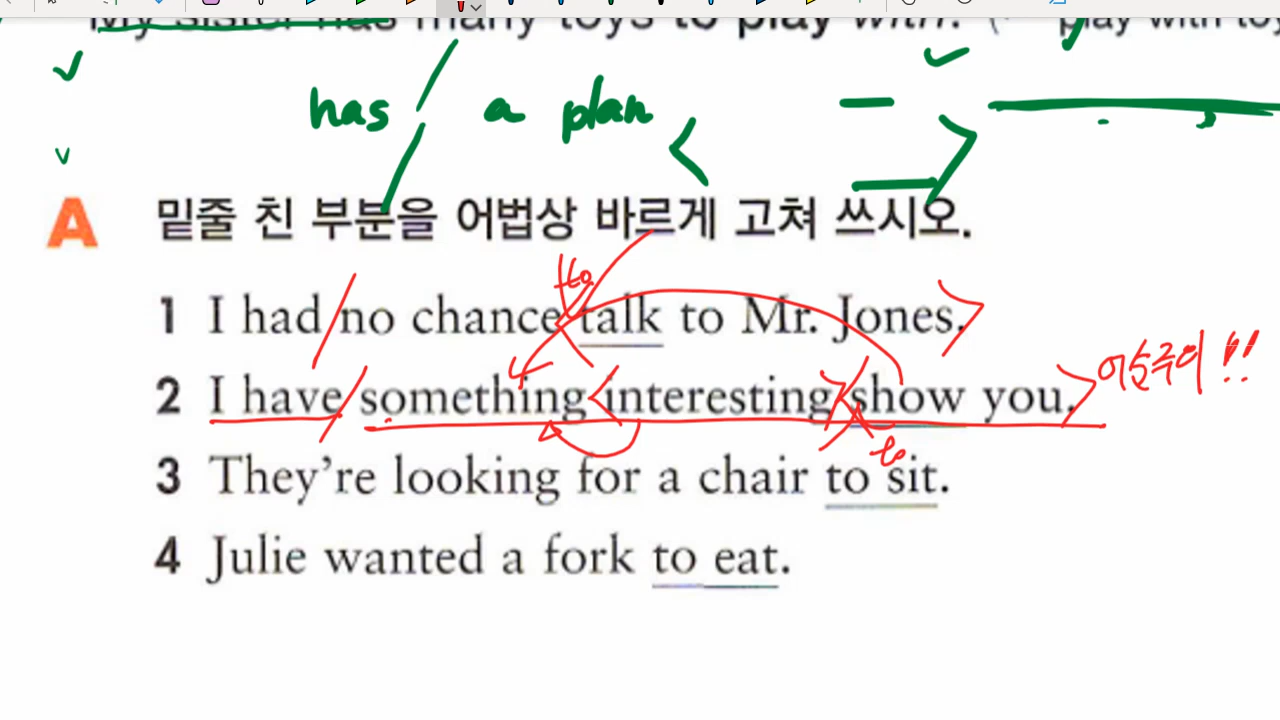 My sister has many toys to play with. ( play with toy
has a plan
A 밑줄 친 부분을 어법상 바르게 고쳐 쓰시오.
to
1 I had no chance talk to Mr. Jones.
2 I have something interesting show you. 어순주의!!
to
3 They're looking for a chair to sit.
4 Julie wanted a fork to eat.